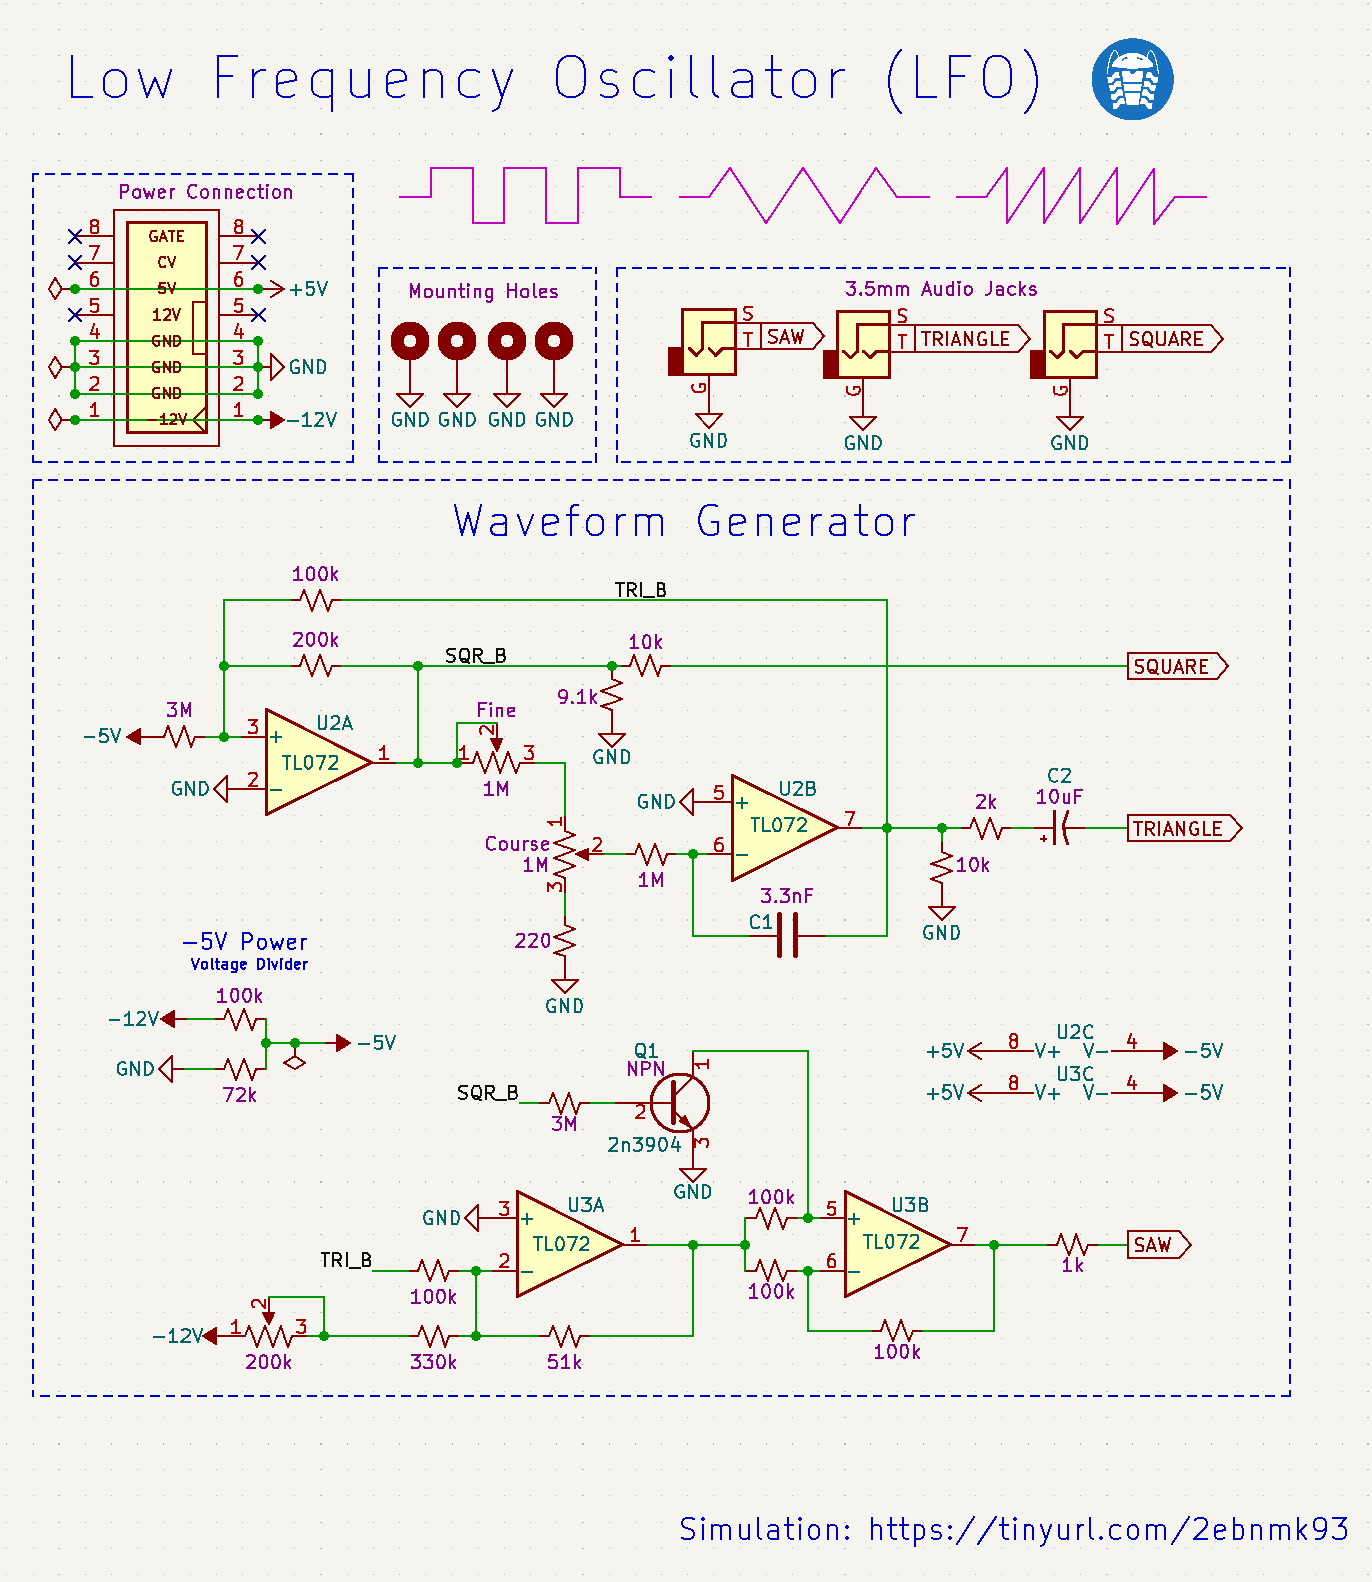 Low Frequency Oscillator (LFO)
Power Connection
8 GATE 8
7 CV 7
6 5V 6 +5V
5 12V 5
4 GND 4
3 GND 3 GND
2 GND 2
1 -12V 1 -12V
Mounting Holes
GND GND GND GND
3.5mm Audio Jacks
S
T SAW
G
GND
S
T TRIANGLE
G
GND
S
T SQUARE
G
GND
Waveform Generator
100k
TRI_B
200k
SQR_B
10k
SQUARE
9.1k
GND
3M
-5V
3
+
U2A
TL072
1
GND
2
-
Fine
2
1
3
1M
1
Course
1M
2
3
1M
220
GND
GND
5
+
U2B
TL072
7
6
-
3.3nF
C1
2k
C2
10uF
+
TRIANGLE
10k
GND
-5V Power
Voltage Divider
100k
-12V
-5V
GND
72k
Q1
NPN
1
SQR_B
3M
2
3
2n3904
GND
U2C
+5V 8 V+ V- 4 -5V
U3C
+5V 8 V+ V- 4 -5V
GND
3
+
U3A
TL072
1
2
-
TRI_B
100k
-12V
1
2
3
200k
330k
51k
100k
100k
5
+
U3B
TL072
7
6
-
100k
1k
SAW
Simulation: https://tinyurl.com/2ebnmk93